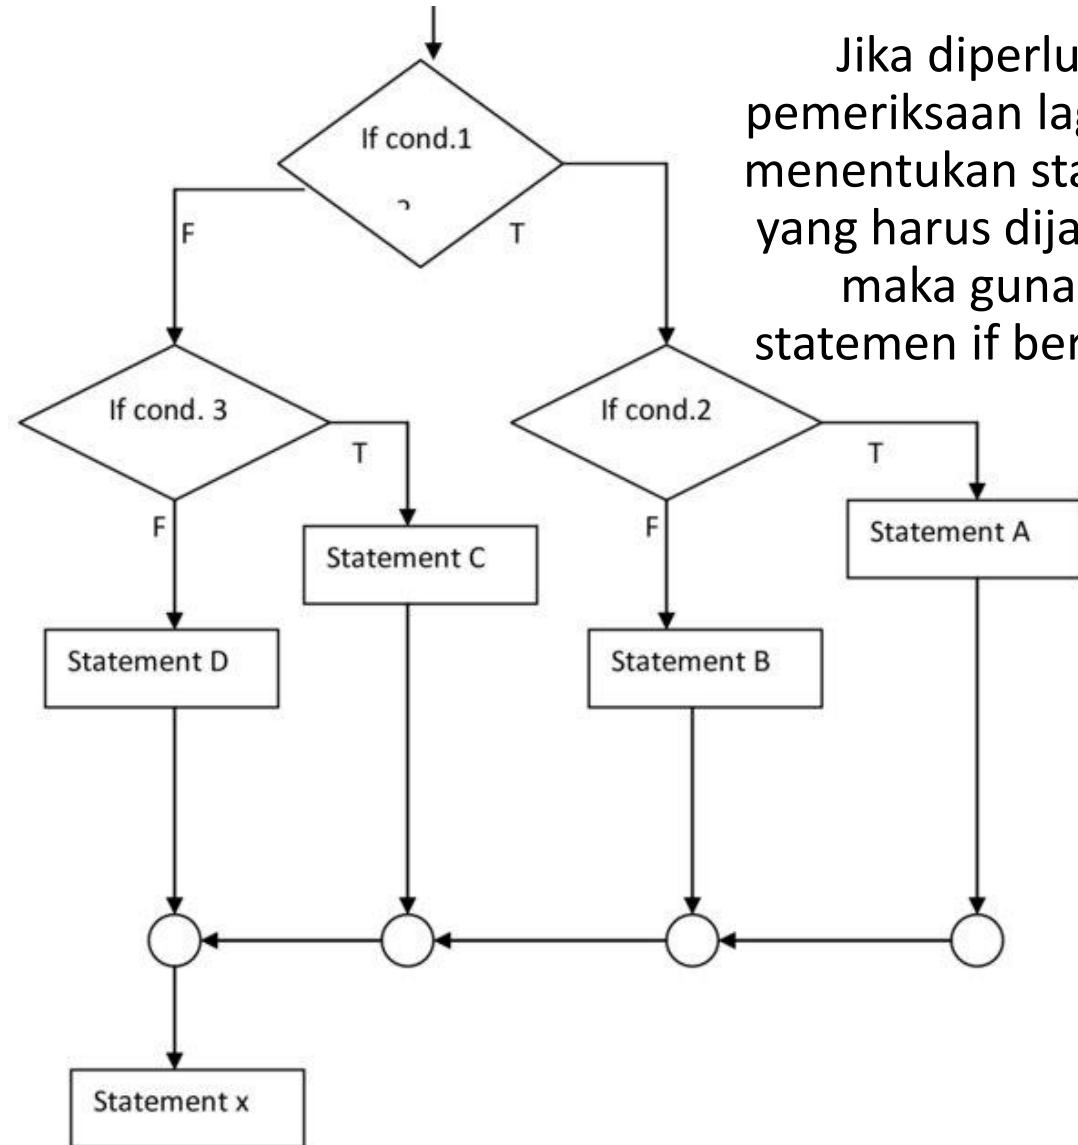 Jika diperlu
pemeriksaan la
menentukan sta
yang harus dija
maka guna
statemen if ber
If cond.1
?
F
T
If cond. 3
If cond.2
T
T
F
F
Statement C
Statement A
Statement D
Statement B
Statement x